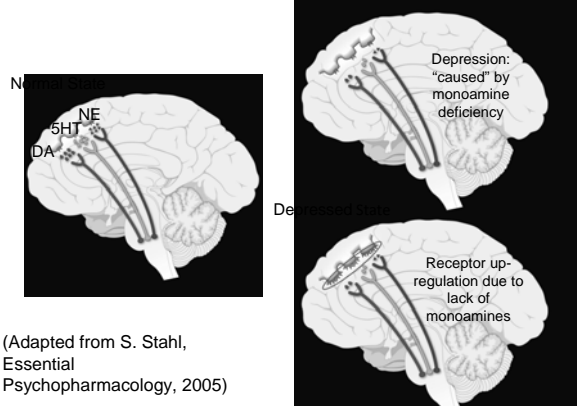 Normal State
NE
5HT
DA
(Adapted from S. Stahl,
Essential
Psychopharmacology, 2005)
Depression:
“caused” by
monoamine
deficiency
Depressed State
Receptor up-
regulation due to
lack of
monoamines